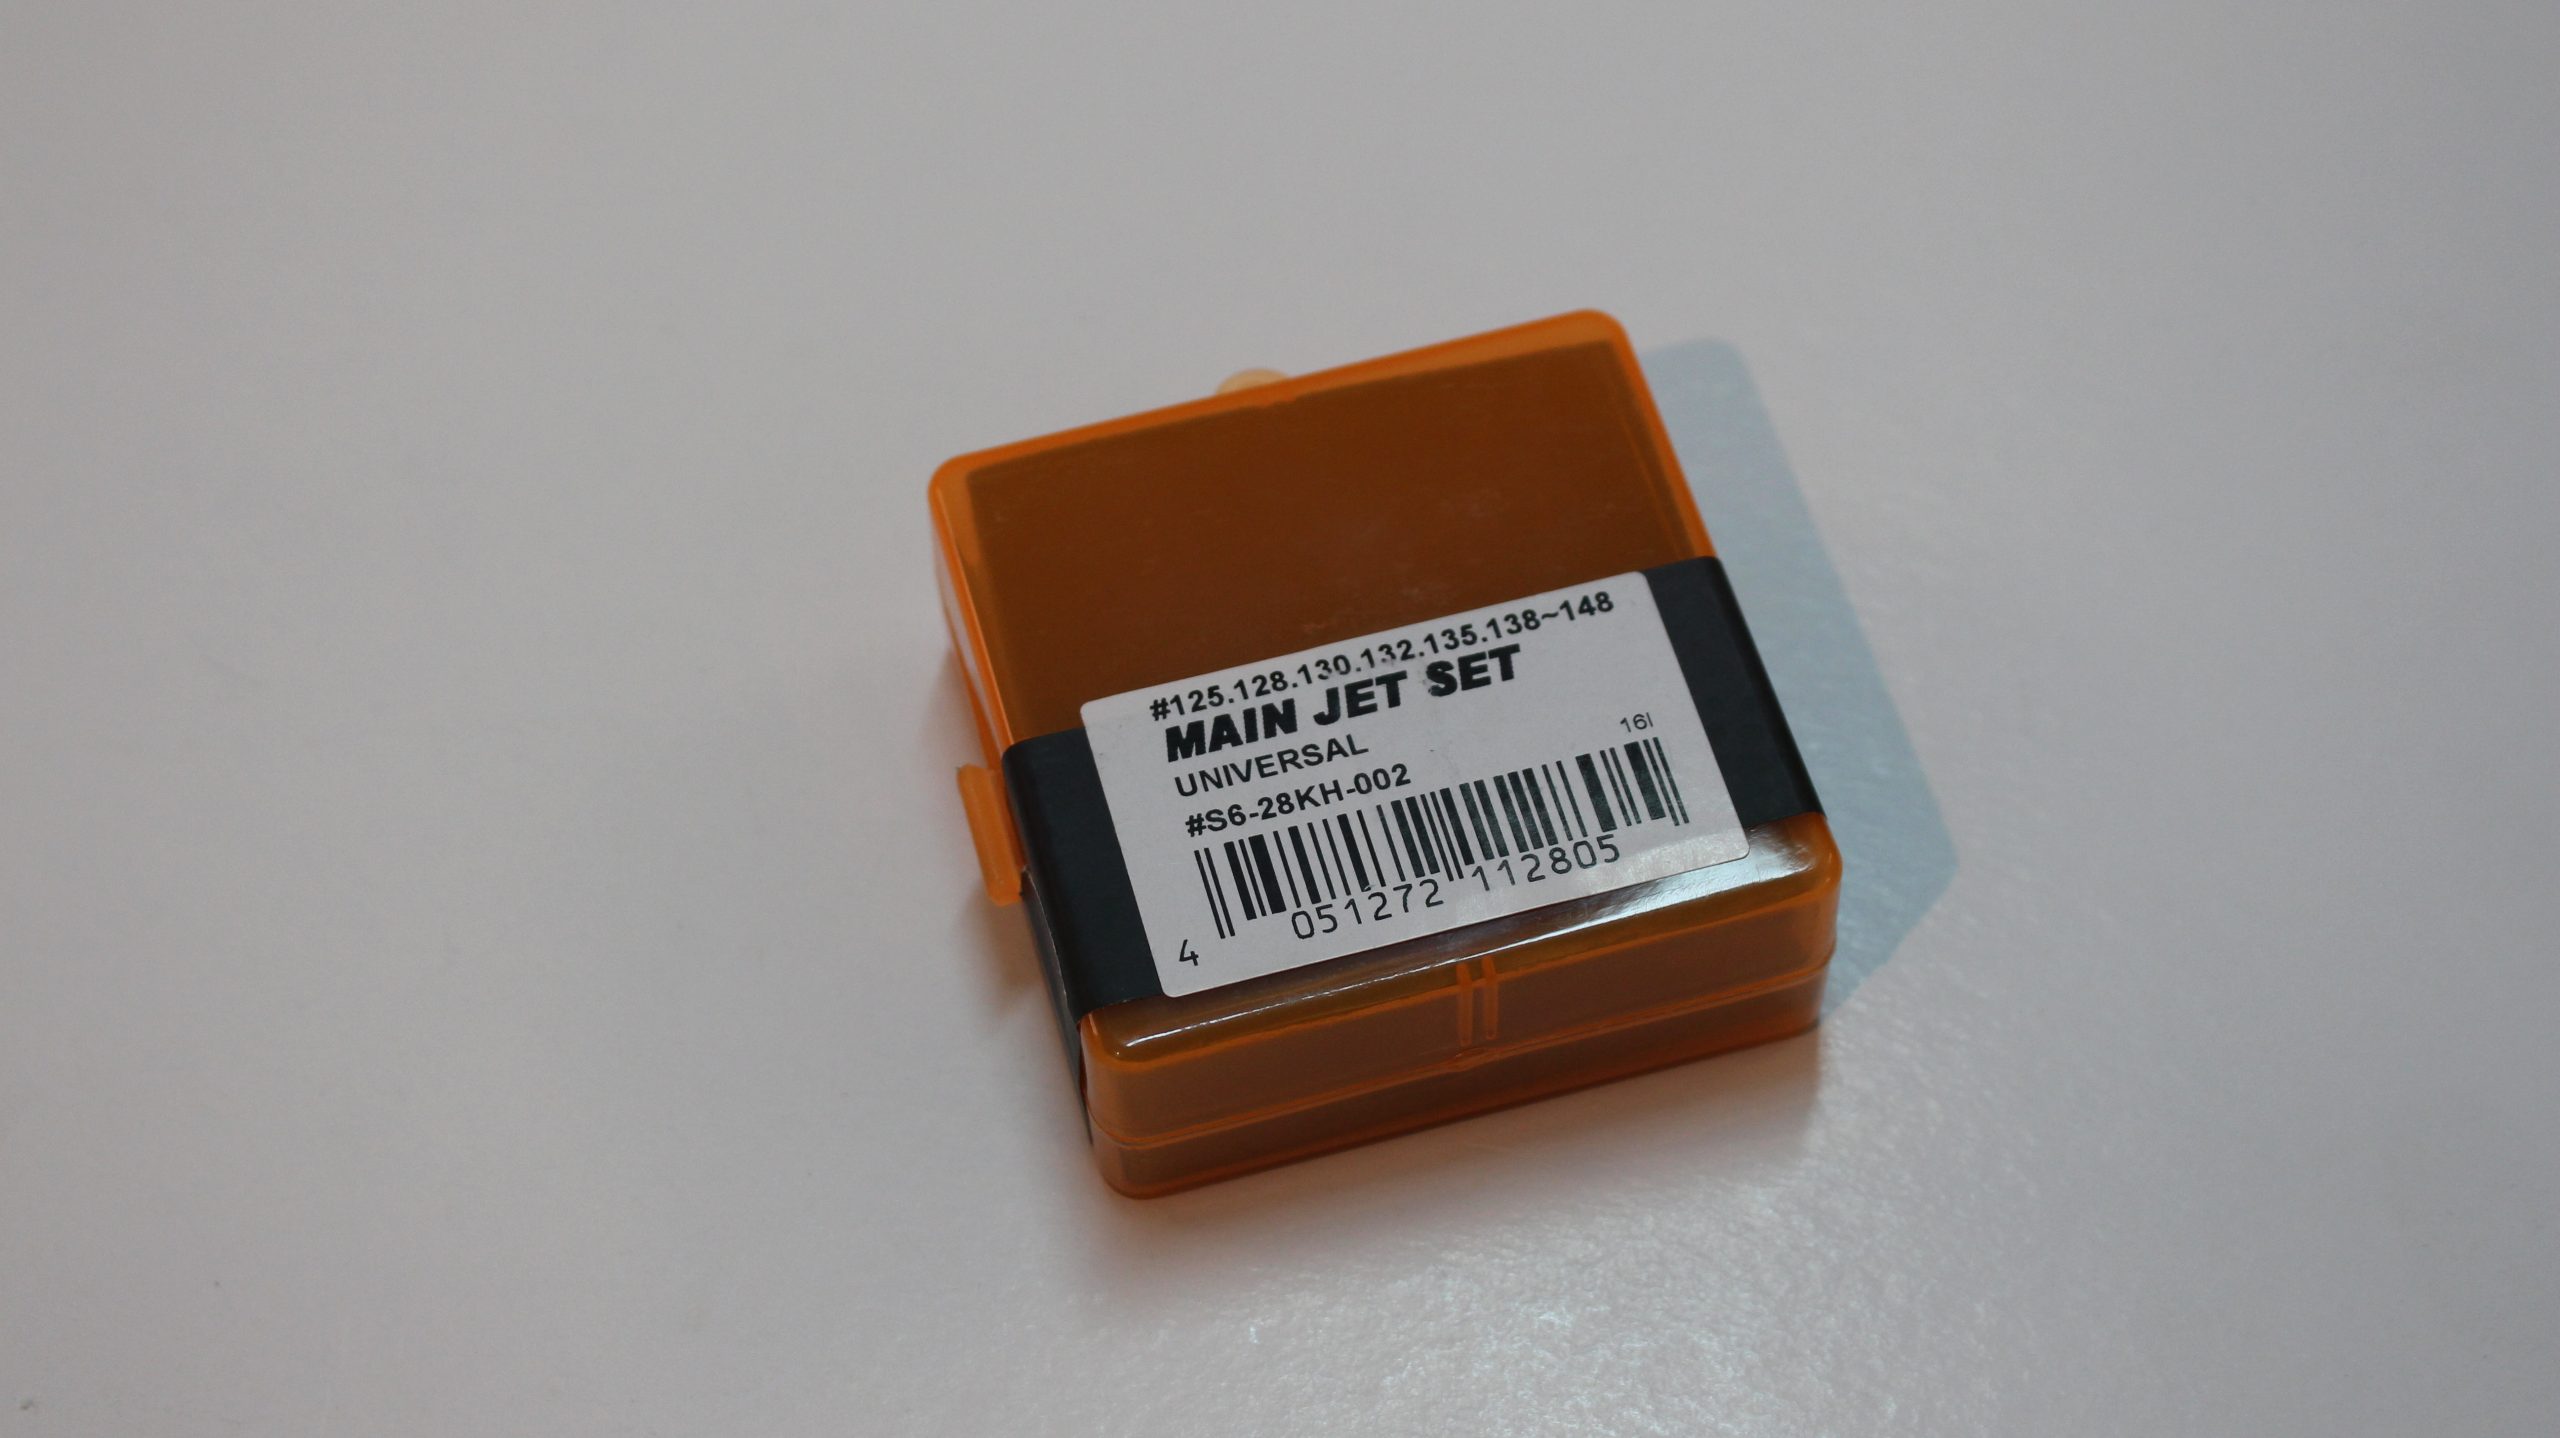 #125.128.130.132.135.138~148
MAIN JET SET
UNIVERSAL
16I
#S6-28KH-002
4 051272 112805